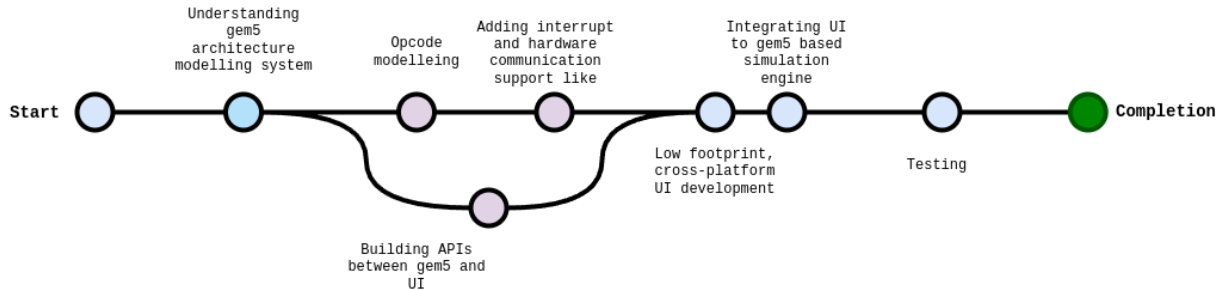 Start
Understanding
gem5
architecture
modelling system
Opcode
modelleing
Adding interrupt
and hardware
communication
support like
Building APIs
between gem5 and
UI
Low footprint,
cross-platform
UI development
Integrating UI
to gem5 based
simulation
engine
Testing
Completion